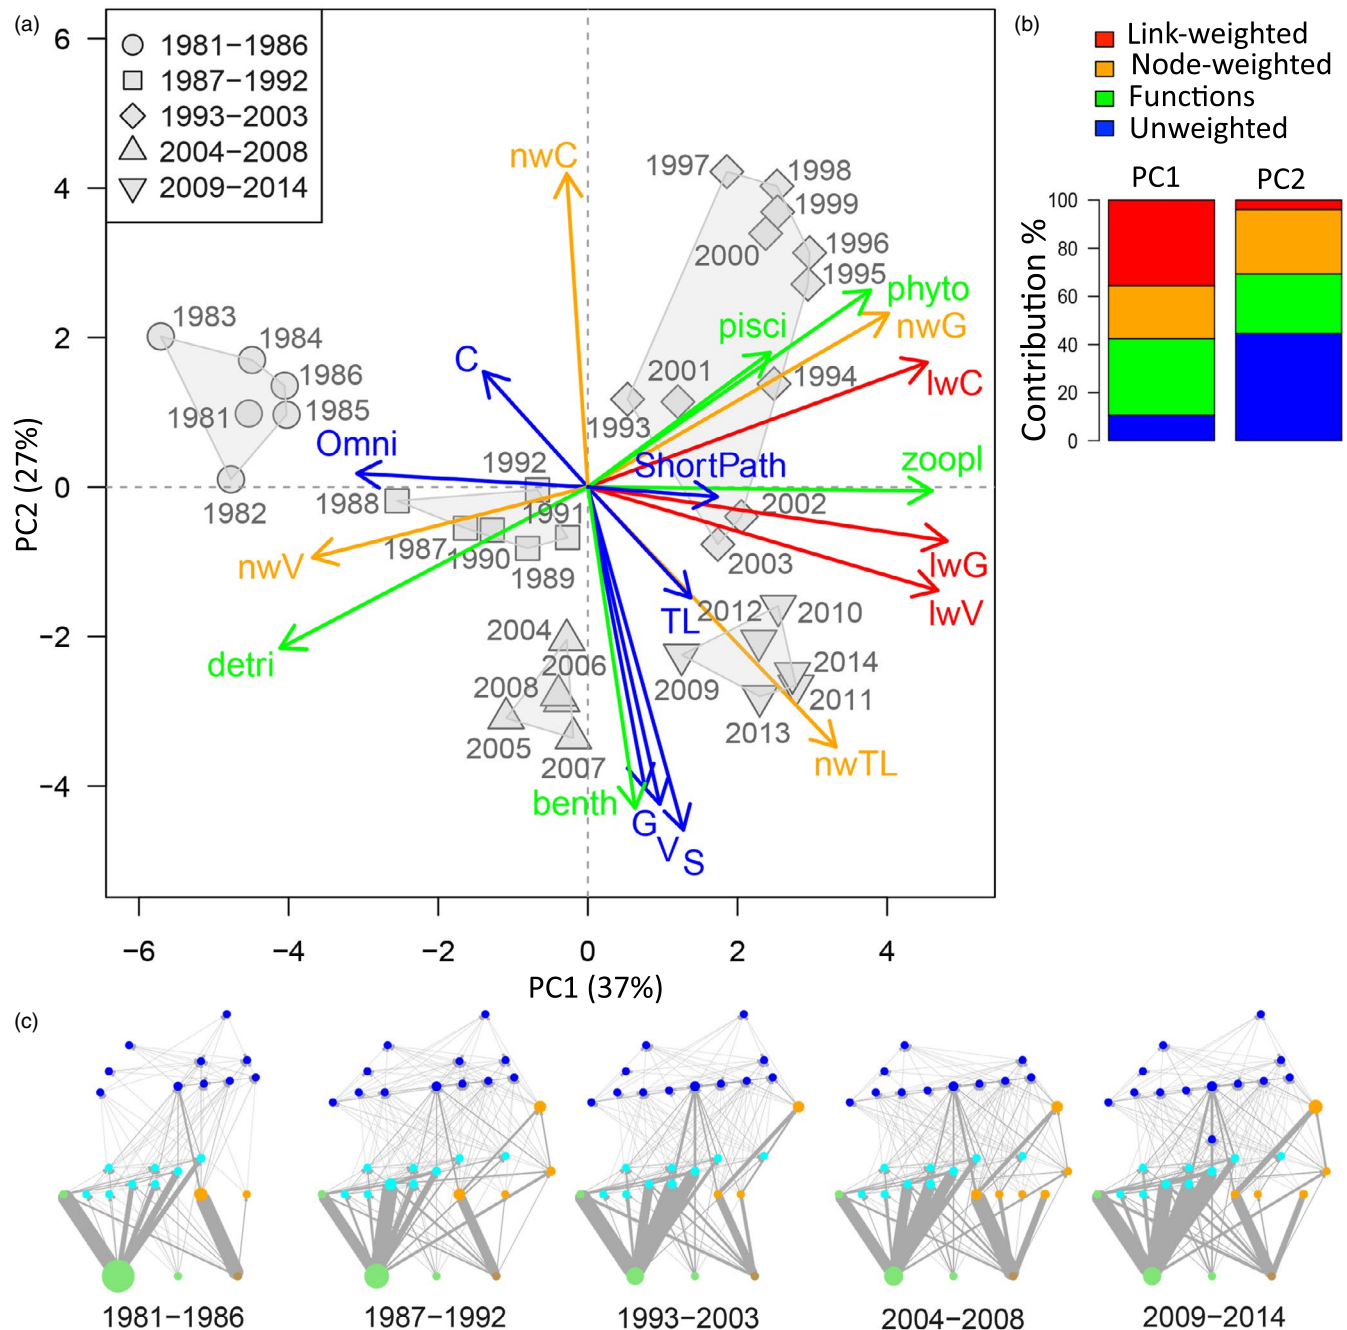 (a)
6
4
2
0
−2
−4
PC2 (27%)
1981−1986
1987−1992
1993−2003
2004−2008
2009−2014
nwC
1997
1998
1999
2000
1996
1995
phyto
pisci
nwG
1983
1984
1986
1981
1985
1982
C
Omni
2001
1994
lwC
1993
ShortPath
zoopl
1992
1988
1991
2002
1987
1990
1989
2003
nwV
lwG
lwV
detri
TL
2012
2010
2004
2006
2008
2005
2007
2009
2014
2011
2013
nwTL
benth
G
V
S
−6
−4
−2
0
2
4
PC1 (37%)
(b)
Link-weighted
Node-weighted
Functions
Unweighted
PC1
PC2
Contribution %
100
80
60
40
20
0
(c)
1981−1986
1987−1992
1993−2003
2004−2008
2009−2014